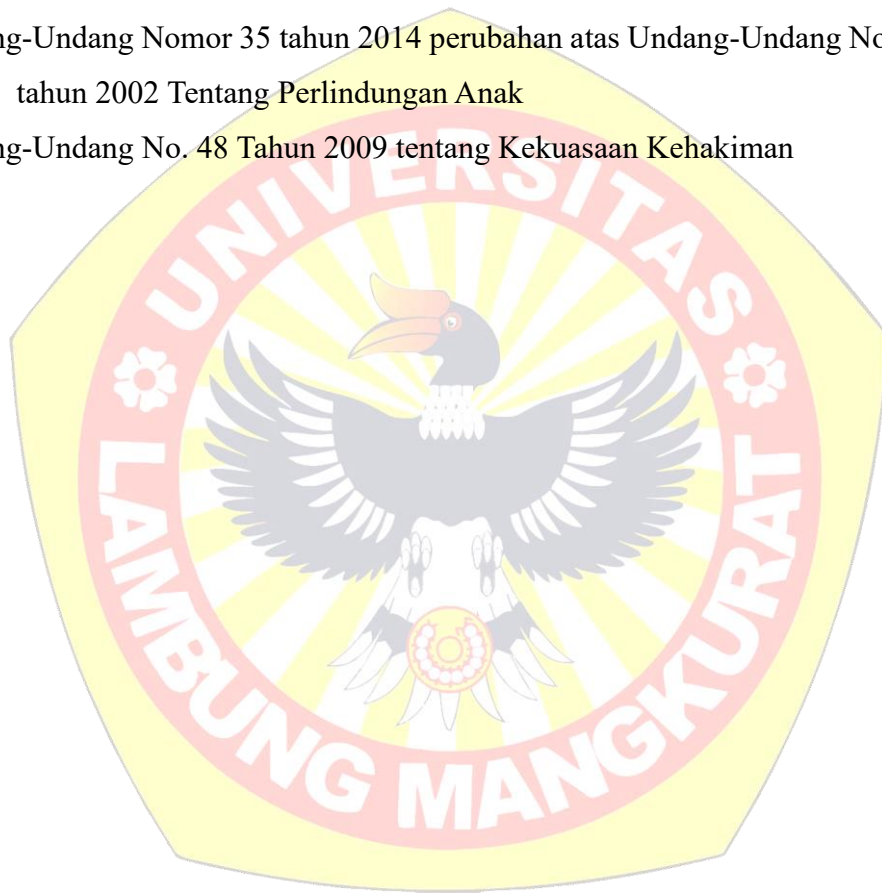 ng-Undang Nomor 35 tahun 2014 perubahan atas Undang-Undang No
tahun 2002 Tentang Perlindungan Anak
ng-Undang No. 48 Tahun 2009 tentang Kekuasaan Kehakiman
UNIVERSITAS
LAMBUNG MANGKURAT